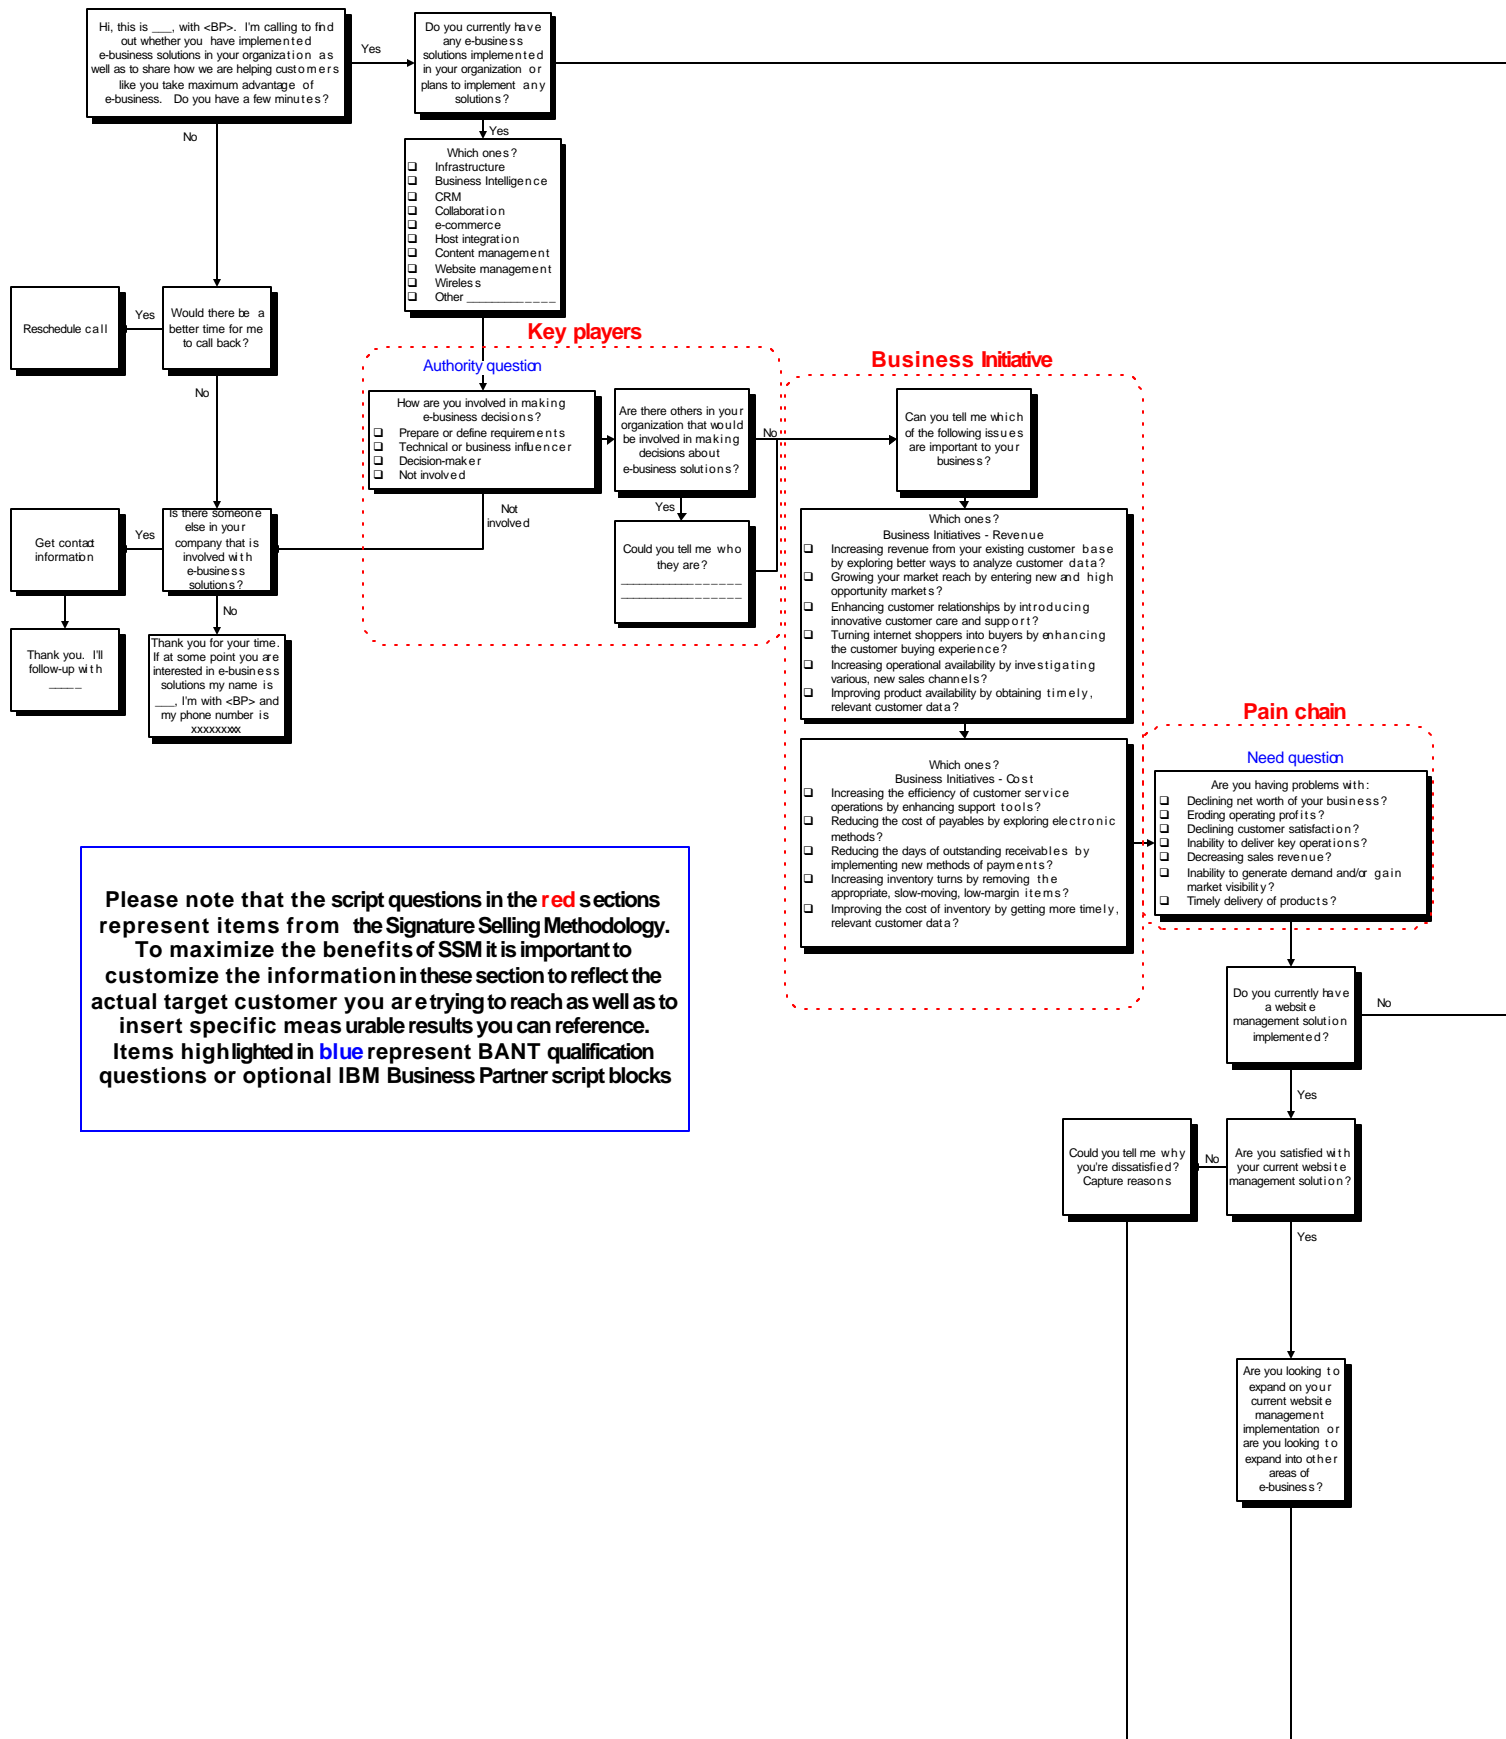 Hi, this is ___, with <BP>. I'm calling to find
out whether you have implemented
e-business solutions in your organization as
well as to share how we are helping customers
like you take maximum advantage of
e-business. Do you have a few minutes?
Yes
Do you currently have
any e-business
solutions implemented
in your organization or
plans to implement any
solutions?
No
Yes
Which ones?
❑ Infrastructure
❑ Business Intelligence
❑ CRM
❑ Collaboration
❑ e-commerce
❑ Host integration
❑ Content management
❑ Website management
❑ Wireless
❑ Other _____________
Reschedule call
Yes
Would there be a
better time for me
to call back?
No
Key players
Authority question
How are you involved in making
e-business decisions?
❑ Prepare or define requirements
❑ Technical or business influencer
❑ Decision-maker
❑ Not involved
Are there others in your
organization that would
be involved in making
decisions about
e-business solutions?
No
Yes
Could you tell me who
they are?
__________________
__________________
Not
involved
Get contact
information
Yes
Is there someone
else in your
company that is
involved with
e-business
solutions?
No
Thank you. I'll
follow-up with
_____
Thank you for your time.
If at some point you are
interested in e-business
solutions my name is
___, I'm with <BP> and
my phone number is
xxxxxxxxx
Business Initiative
Can you tell me which
of the following issues
are important to your
business?
Which ones?
Business Initiatives - Revenue
❑ Increasing revenue from your existing customer base
by exploring better ways to analyze customer data?
❑ Growing your market reach by entering new and high
opportunity markets?
❑ Enhancing customer relationships by introducing
innovative customer care and support?
❑ Turning internet shoppers into buyers by enhancing
the customer buying experience?
❑ Increasing operational availability by investigating
various, new sales channels?
❑ Improving product availability by obtaining timely,
relevant customer data?
Which ones?
Business Initiatives - Cost
❑ Increasing the efficiency of customer service
operations by enhancing support tools?
❑ Reducing the cost of payables by exploring electronic
methods?
❑ Reducing the days of outstanding receivables by
implementing new methods of payments?
❑ Increasing inventory turns by removing the
appropriate, slow-moving, low-margin items?
❑ Improving the cost of inventory by getting more timely,
relevant customer data?
Pain chain
Need question
Are you having problems with:
❑ Declining net worth of your business?
❑ Eroding operating profits?
❑ Declining customer satisfaction?
❑ Inability to deliver key operations?
❑ Decreasing sales revenue?
❑ Inability to generate demand and/or gain
market visibility?
❑ Timely delivery of products?
Please note that the script questions in the red sections
represent items from the Signature Selling Methodology.
To maximize the benefits of SSM it is important to
customize the information in these section to reflect the
actual target customer you are trying to reach as well as to
insert specific meas urable results you can reference.
Items highlighted in blue represent BANT qualification
questions or optional IBM Business Partner script blocks
Do you currently have
a website
management solution
implemented?
No
Yes
Could you tell me why
you're dissatisfied?
Capture reasons
No
Are you satisfied with
your current website
management solution?
Yes
Are you looking to
expand on your
current website
management
implementation or
are you looking to
expand into other
areas of
e-business?